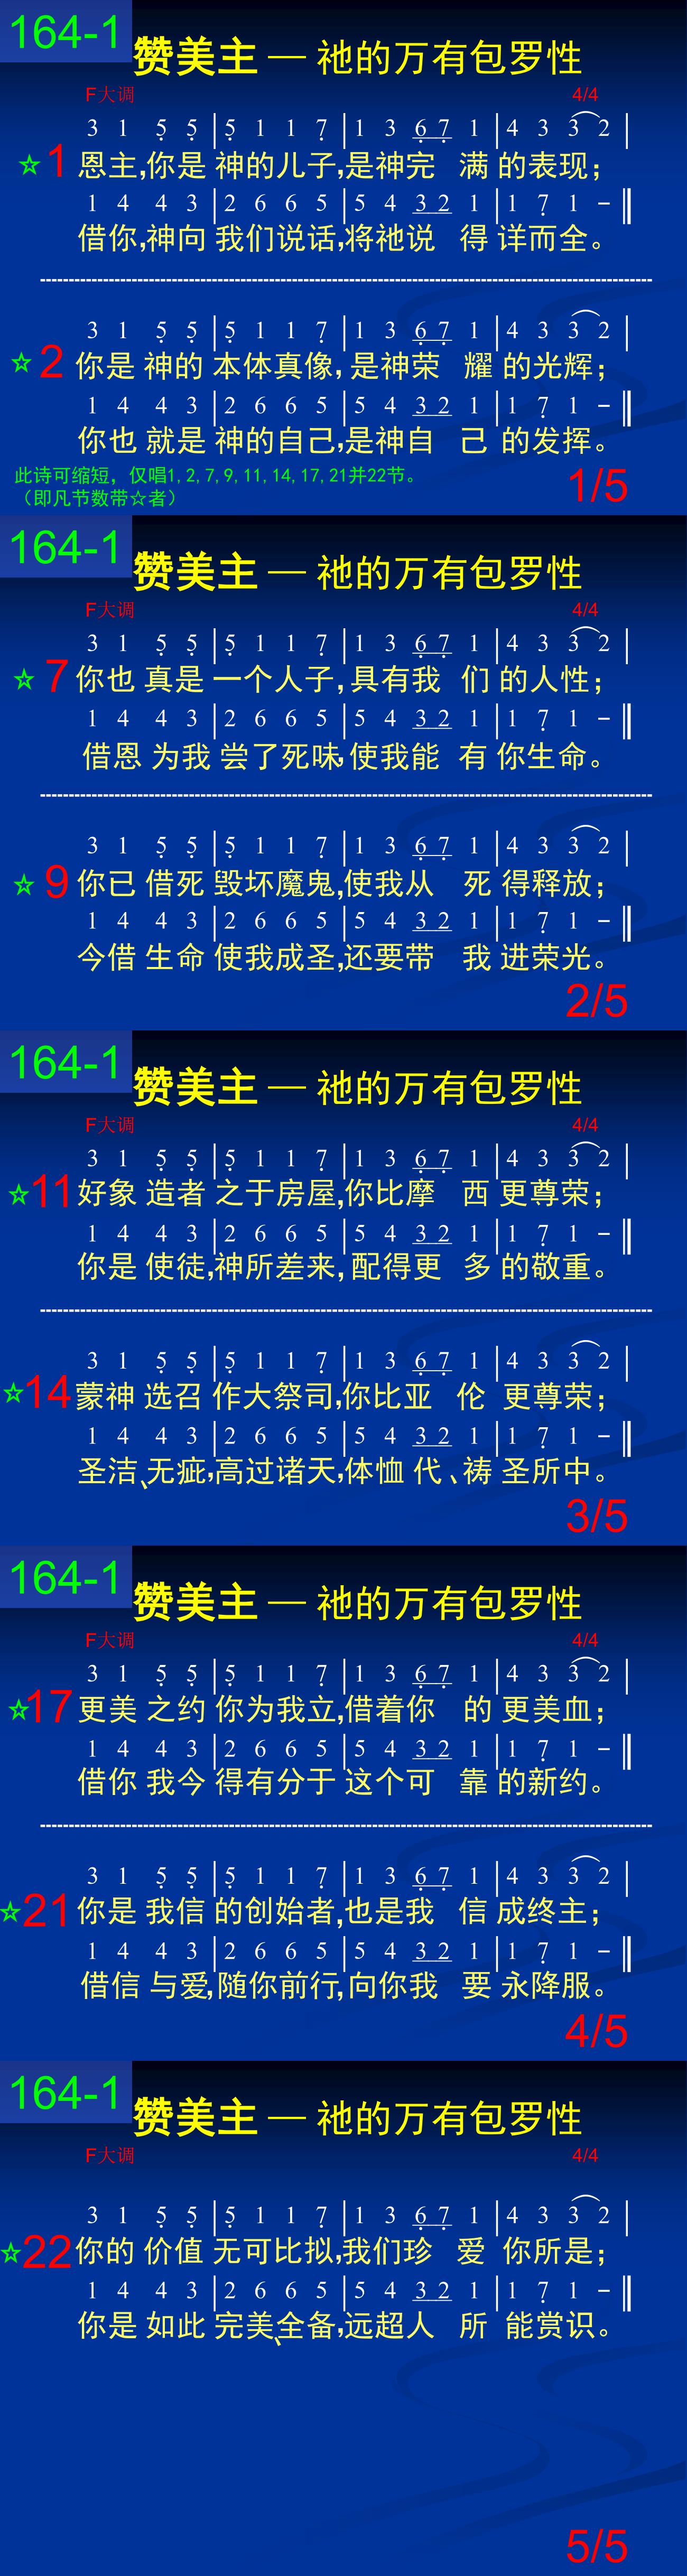 164-1
赞美主 — 祂的万有包罗性
F大调 4/4
3 1 5̣ 5̣ | 5̣ 1 1 7̣ | 1 3 6̣ 7̣ 1 | 4 3 3 2 |
☆1 恩主,你是 神的儿子,是神完 满 的表现；
1 4 4 3 | 2 6 6 5 | 5 4 3 2 1 | 1 7̣ 1 - ‖
借你,神向 我们说话,将祂说 得 详而全。
3 1 5̣ 5̣ | 5̣ 1 1 7̣ | 1 3 6̣ 7̣ 1 | 4 3 3 2 |
☆2 你是 神的 本体真像,是神荣 耀 的光辉；
1 4 4 3 | 2 6 6 5 | 5 4 3 2 1 | 1 7̣ 1 - ‖
你也 就是 神的自己,是神自 己 的发挥。
此诗可缩短，仅唱1,2,7,9,11,14,17,21并22节。
（即凡节数带☆者）
1/5
164-1
赞美主 — 祂的万有包罗性
F大调 4/4
3 1 5̣ 5̣ | 5̣ 1 1 7̣ | 1 3 6̣ 7̣ 1 | 4 3 3 2 |
☆7 你也 真是 一个人子,具有我 们 的人性；
1 4 4 3 | 2 6 6 5 | 5 4 3 2 1 | 1 7̣ 1 - ‖
借恩 为我 尝了死味,使我能 有 你生命。
3 1 5̣ 5̣ | 5̣ 1 1 7̣ | 1 3 6̣ 7̣ 1 | 4 3 3 2 |
☆9 你已 借死 毁坏魔鬼,使我从 死 得释放；
1 4 4 3 | 2 6 6 5 | 5 4 3 2 1 | 1 7̣ 1 - ‖
今借 生命 使我成圣,还要带 我 进荣光。
2/5
164-1
赞美主 — 祂的万有包罗性
F大调 4/4
3 1 5̣ 5̣ | 5̣ 1 1 7̣ | 1 3 6̣ 7̣ 1 | 4 3 3 2 |
☆11 好象 造者 之于房屋,你比摩 西 更尊荣；
1 4 4 3 | 2 6 6 5 | 5 4 3 2 1 | 1 7̣ 1 - ‖
你是 使徒,神所差来,配得更 多 的敬重。
3 1 5̣ 5̣ | 5̣ 1 1 7̣ | 1 3 6̣ 7̣ 1 | 4 3 3 2 |
☆14 蒙神 选召 作大祭司,你比亚 伦 更尊荣；
1 4 4 3 | 2 6 6 5 | 5 4 3 2 1 | 1 7̣ 1 - ‖
圣洁、无疵,高过诸天,体恤 代、祷 圣所中。
3/5
164-1
赞美主 — 祂的万有包罗性
F大调 4/4
3 1 5̣ 5̣ | 5̣ 1 1 7̣ | 1 3 6̣ 7̣ 1 | 4 3 3 2 |
☆17 更美 之约 你为我立,借着你 的 更美血；
1 4 4 3 | 2 6 6 5 | 5 4 3 2 1 | 1 7̣ 1 - ‖
借你 我今 得有分于 这个可 靠 的新约。
3 1 5̣ 5̣ | 5̣ 1 1 7̣ | 1 3 6̣ 7̣ 1 | 4 3 3 2 |
☆21 你是 我信 的创始者,也是我 信 成终主；
1 4 4 3 | 2 6 6 5 | 5 4 3 2 1 | 1 7̣ 1 - ‖
借信 与爱,随你前行,向你我 要 永降服。
4/5
164-1
赞美主 — 祂的万有包罗性
F大调 4/4
3 1 5̣ 5̣ | 5̣ 1 1 7̣ | 1 3 6̣ 7̣ 1 | 4 3 3 2 |
☆22 你的 价值 无可比拟,我们珍 爱 你所是；
1 4 4 3 | 2 6 6 5 | 5 4 3 2 1 | 1 7̣ 1 - ‖
你是 如此 完美、全备,远超人 所 能赏识。
5/5